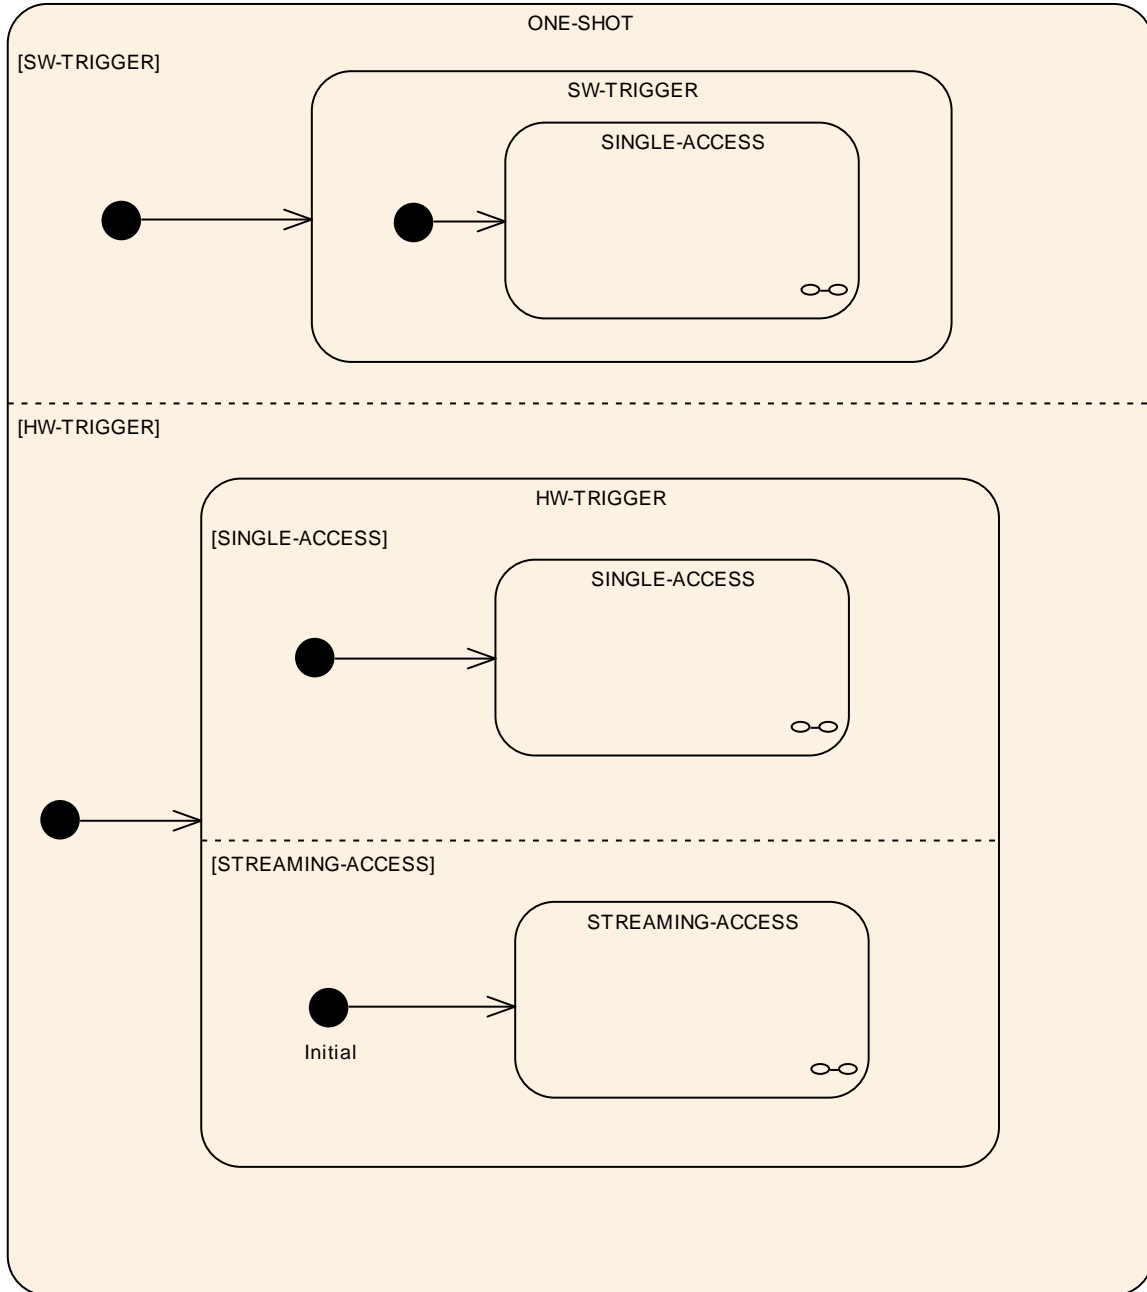 ONE-SHOT
[SW-TRIGGER]
SW-TRIGGER
SINGLE-ACCESS
[HW-TRIGGER]
HW-TRIGGER
[SINGLE-ACCESS]
SINGLE-ACCESS
[STREAMING-ACCESS]
STREAMING-ACCESS
Initial